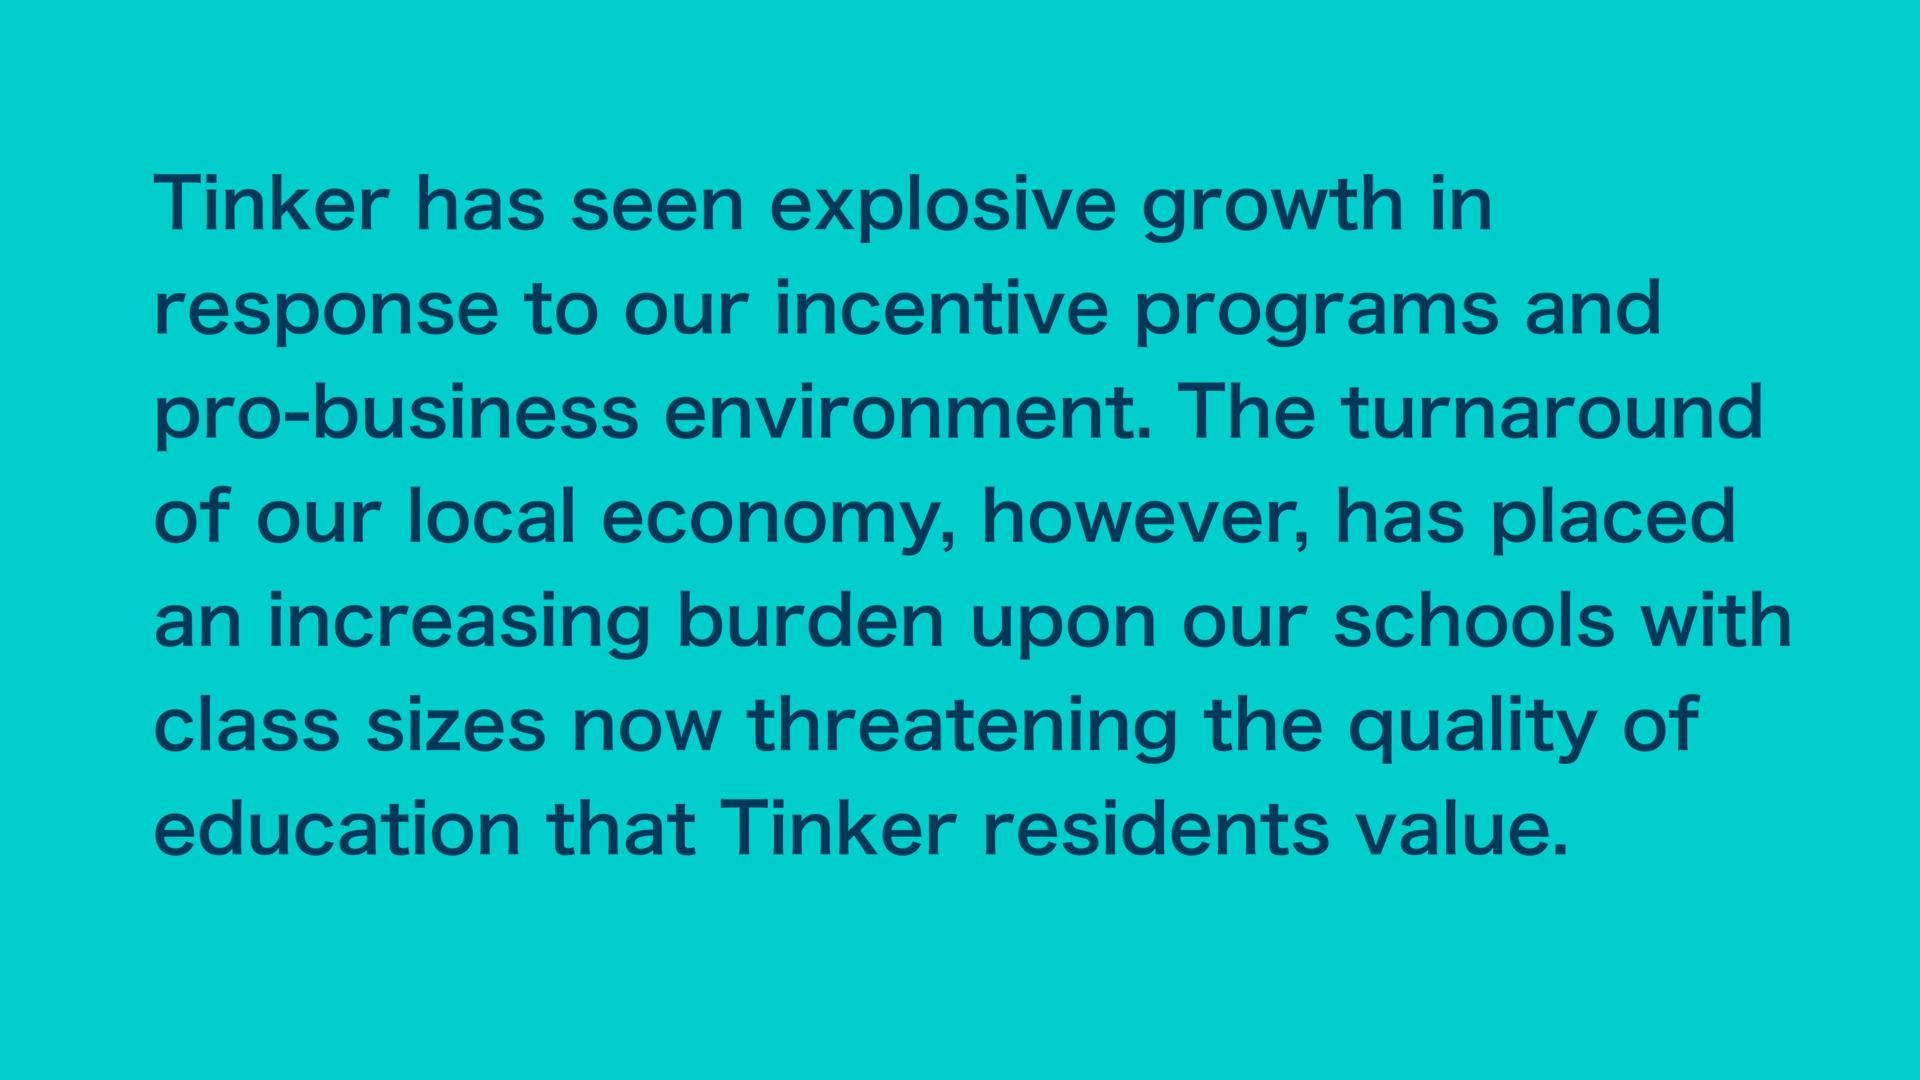 Tinker has seen explosive growth in
response to our incentive programs and
pro-business environment. The turnaround
of our local economy, however, has placed
an increasing burden upon our schools with
class sizes now threatening the quality of
education that Tinker residents value.